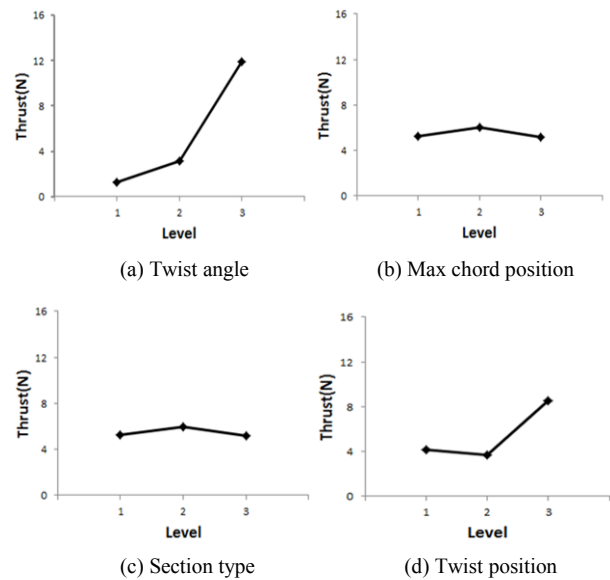 16
12
8
4
0
Thrust(N)
1 2 3
Level
(a) Twist angle
16
12
8
4
0
Thrust(N)
1 2 3
Level
(b) Max chord position
16
12
8
4
0
Thrust(N)
1 2 3
Level
(c) Section type
16
12
8
4
0
Thrust(N)
1 2 3
Level
(d) Twist position